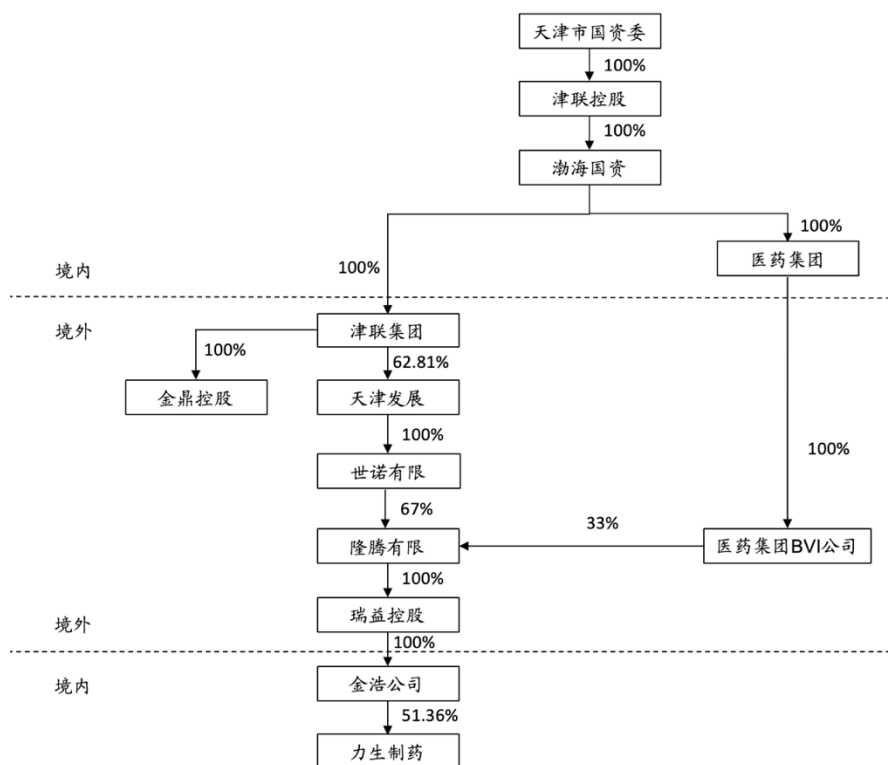 天津市国资委
100%
津联控股
100%
渤海国资
100%
医药集团
境内
100%
境外
津联集团
100%
62.81%
金鼎控股
天津发展
100%
100%
世诺有限
67%
33%
隆腾有限
医药集团BVI公司
100%
境外
瑞益控股
100%
境内
金浩公司
51.36%
力生制药